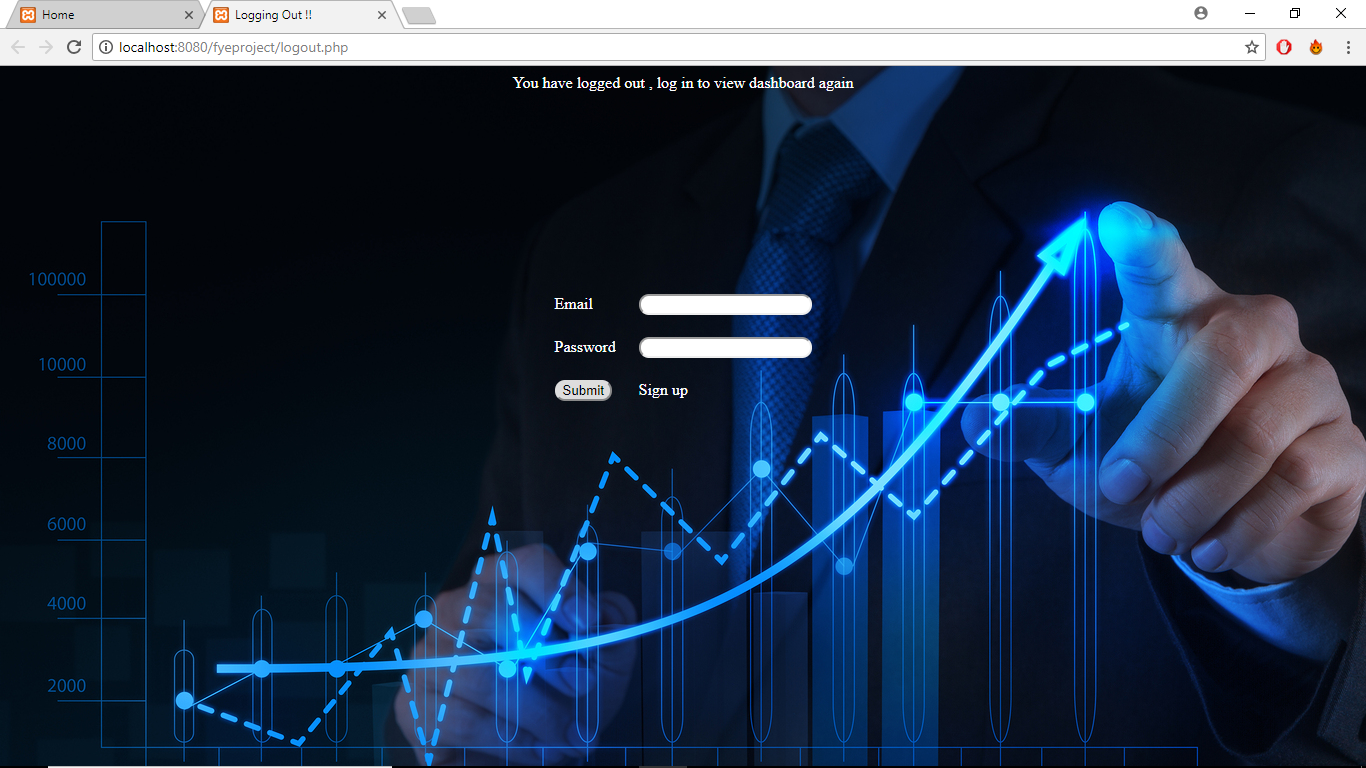 Home
Logging Out !!
localhost:8080/fyeproject/logout.php
You have logged out , log in to view dashboard again
100000
Email
Password
10000
Submit Sign up
8000
6000
4000
2000